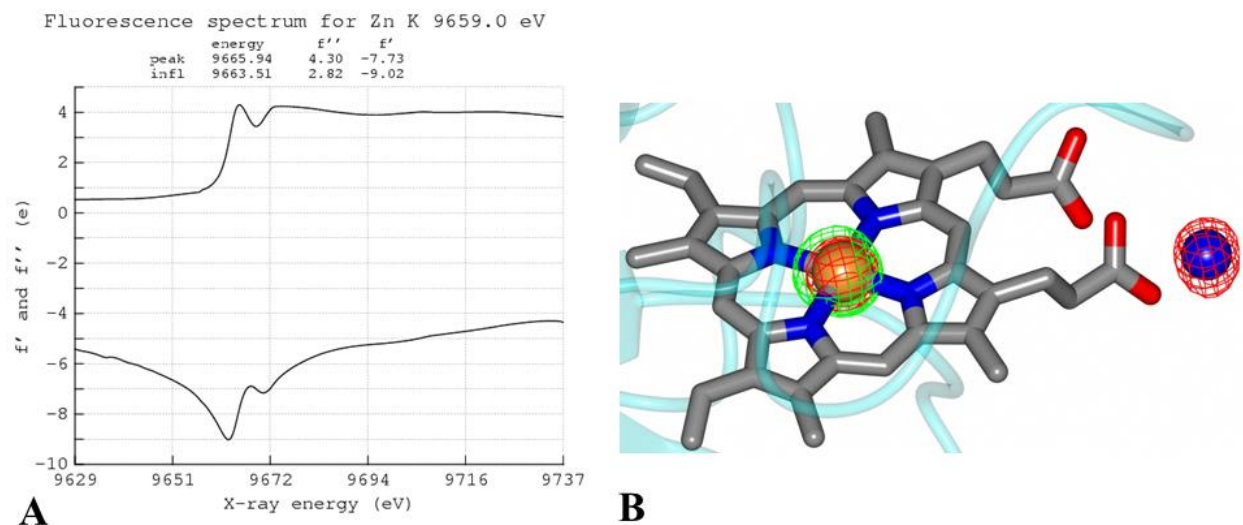 Fluorescence spectrum for Zn K 9659.0 eV
energy f'' f'
peak 9665.94 4.30 -7.73
infl 9663.51 2.82 -9.02
f' and f'' (e)
4
2
0
-2
-4
-6
-8
-10
9629 9651 9672 9694 9716 9737
X-ray energy (eV)
A
B